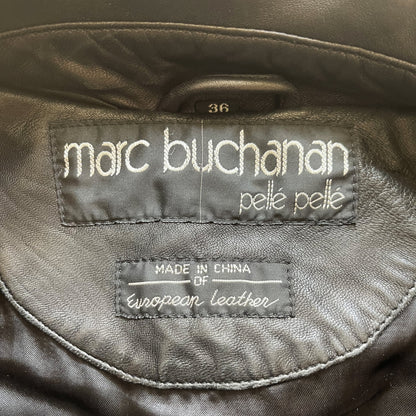 36
marc buchanan
pellé pellé
MADE IN CHINA
OF
European leather